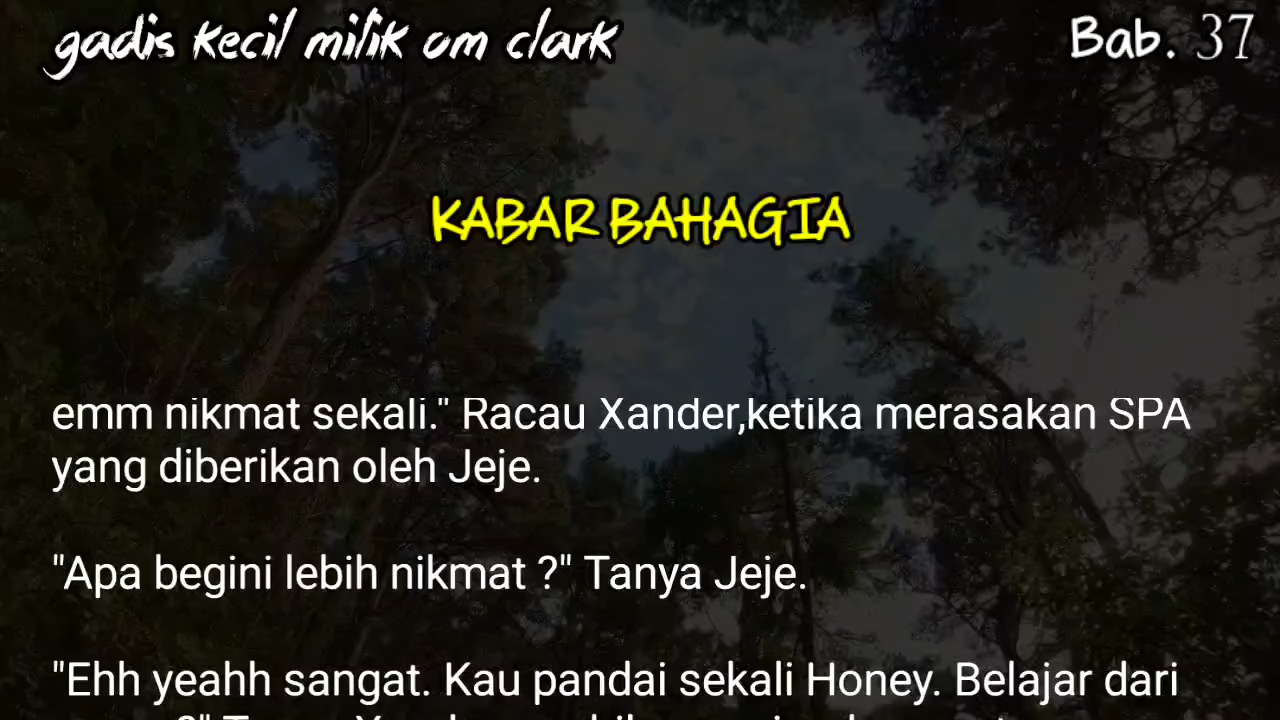 gadis kecil milik om clark
Bab. 37
KABAR BAHAGIA
emm nikmat sekali." Racau Xander,ketika merasakan SPA
yang diberikan oleh Jeje.
"Apa begini lebih nikmat ?" Tanya Jeje.
"Ehh yeahh sangat. Kau pandai sekali Honey. Belajar dari